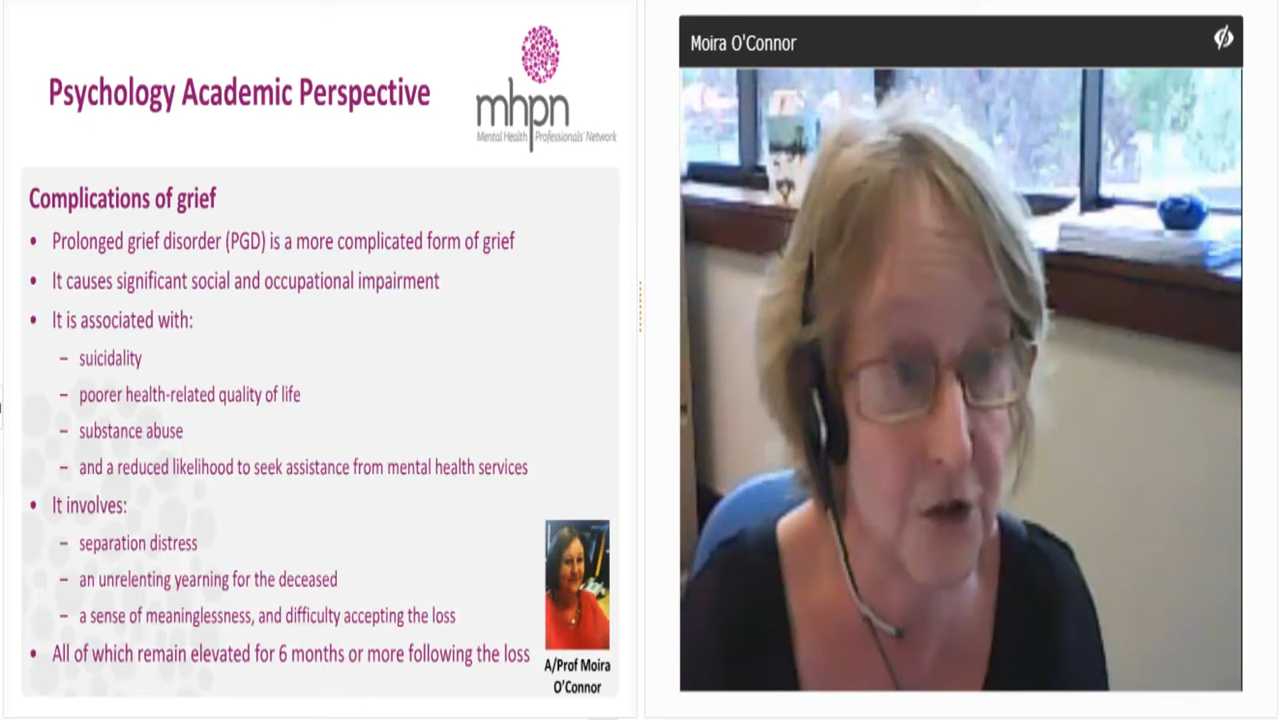 Psychology Academic Perspective
mhpn
Mental Health Professionals' Network
Complications of grief
• Prolonged grief disorder (PGD) is a more complicated form of grief
• It causes significant social and occupational impairment
• It is associated with:
– suicidality
– poorer health-related quality of life
– substance abuse
– and a reduced likelihood to seek assistance from mental health services
• It involves:
– separation distress
– an unrelenting yearning for the deceased
– a sense of meaninglessness, and difficulty accepting the loss
• All of which remain elevated for 6 months or more following the loss
A/Prof Moira
O'Connor
Moira O'Connor